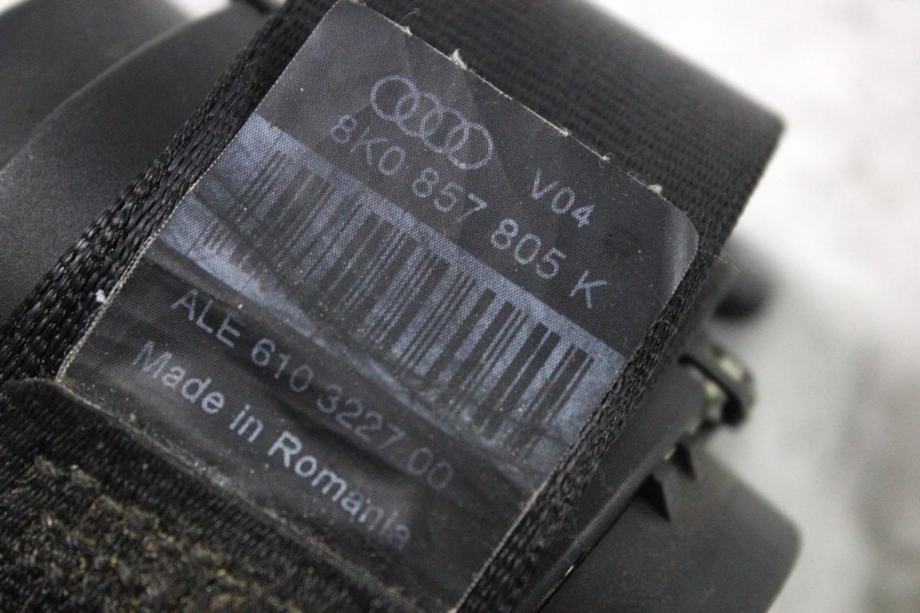 8K0 857 805 K
V04
ALE 610 3227 00
Made in Romania